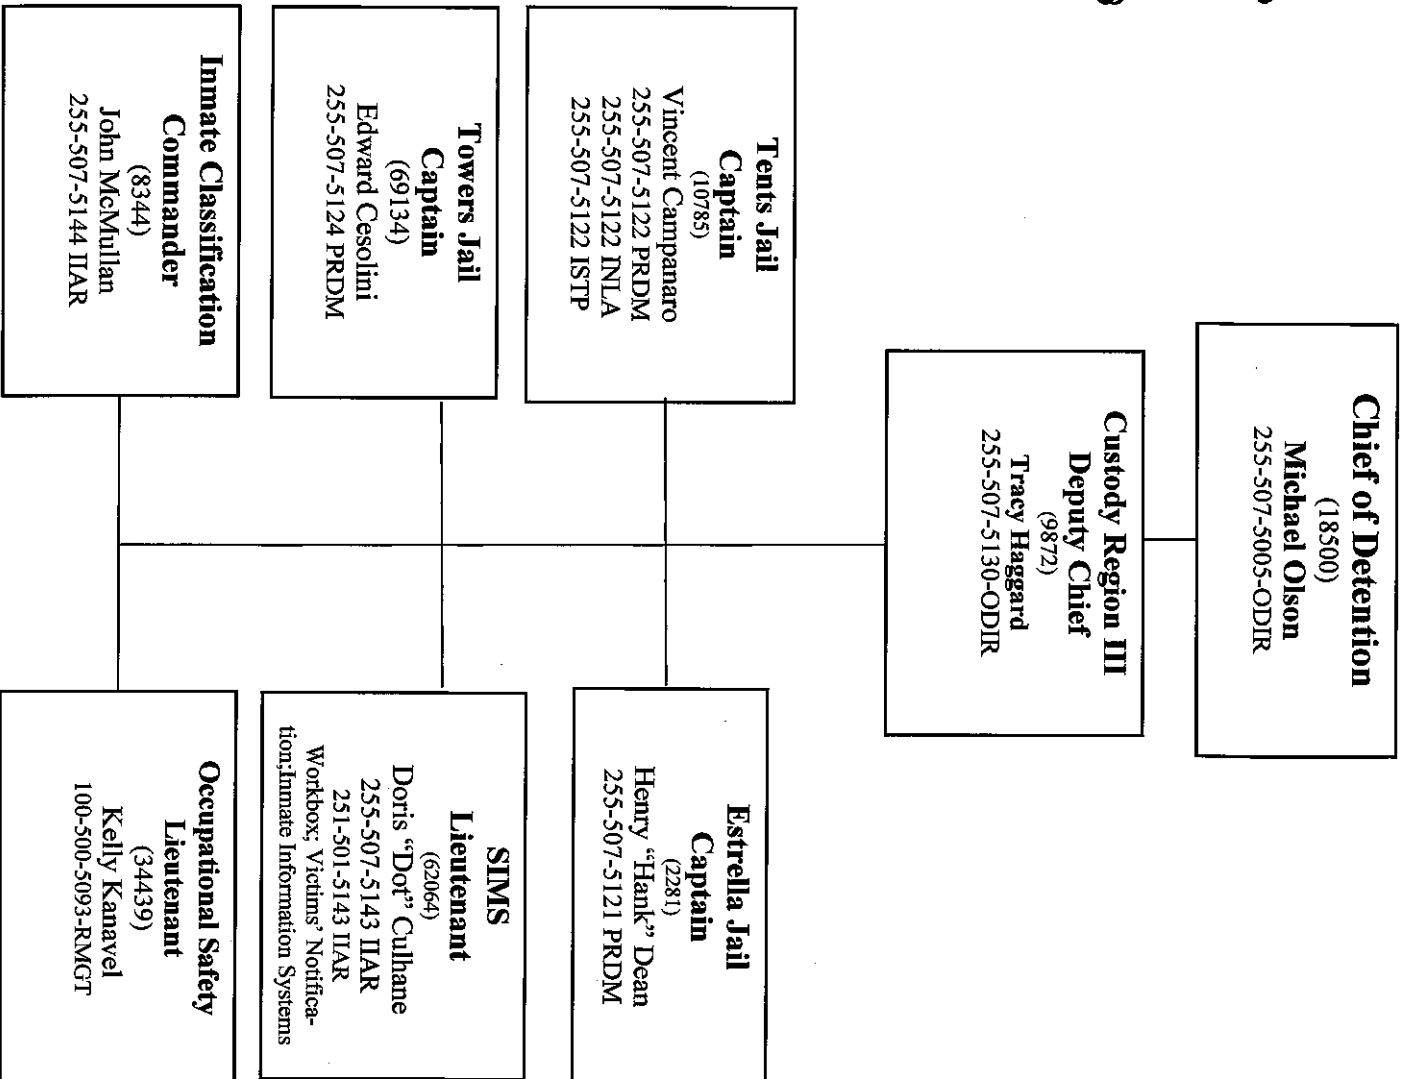 Chief of Detention
(18500)
Michael Olson
255-507-5005-ODIR
Custody Region III
Deputy Chief
(9872)
Tracy Haggard
255-507-5130-ODIR
Tents Jail
Captain
(10785)
Vincent Campanaro
255-507-5122 PRDM
255-507-5122 INLA
255-507-5122 ISTP
Estrella Jail
Captain
(2281)
Henry “Hank” Dean
255-507-5121 PRDM
Towers Jail
Captain
(69134)
Edward Cesolini
255-507-5124 PRDM
SIMS
Lieutenant
(62064)
Doris “Dot” Culhane
255-507-5143 IIAR
251-501-5143 IIAR
Workbox; Victims’ Notifica-
tion;Inmate Information Systems
Inmate Classification
Commander
(8344)
John McMullan
255-507-5144 IIAR
Occupational Safety
Lieutenant
(34439)
Kelly Kanavel
100-500-5093-RMGT